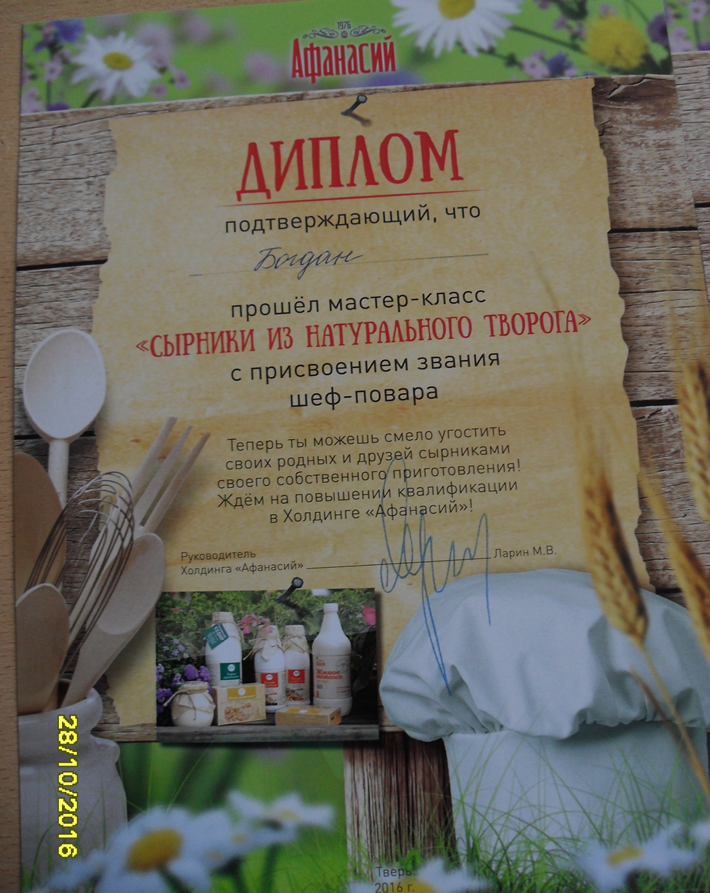 1976
Афанасий
ДИПЛОМ
подтверждающий, что
Богдан
прошёл мастер-класс
«СЫРНИКИ ИЗ НАТУРАЛЬНОГО ТВОРОГА»
с присвоением звания
шеф-повара
Теперь ты можешь смело угостить
своих родных и друзей сырниками
своего собственного приготовления!
Ждём на повышении квалификации
в Холдинге «Афанасий»!
Руководитель
Холдинга «Афанасий»
Ларин М.В.
28/10/2016
Тверь
2016 г.